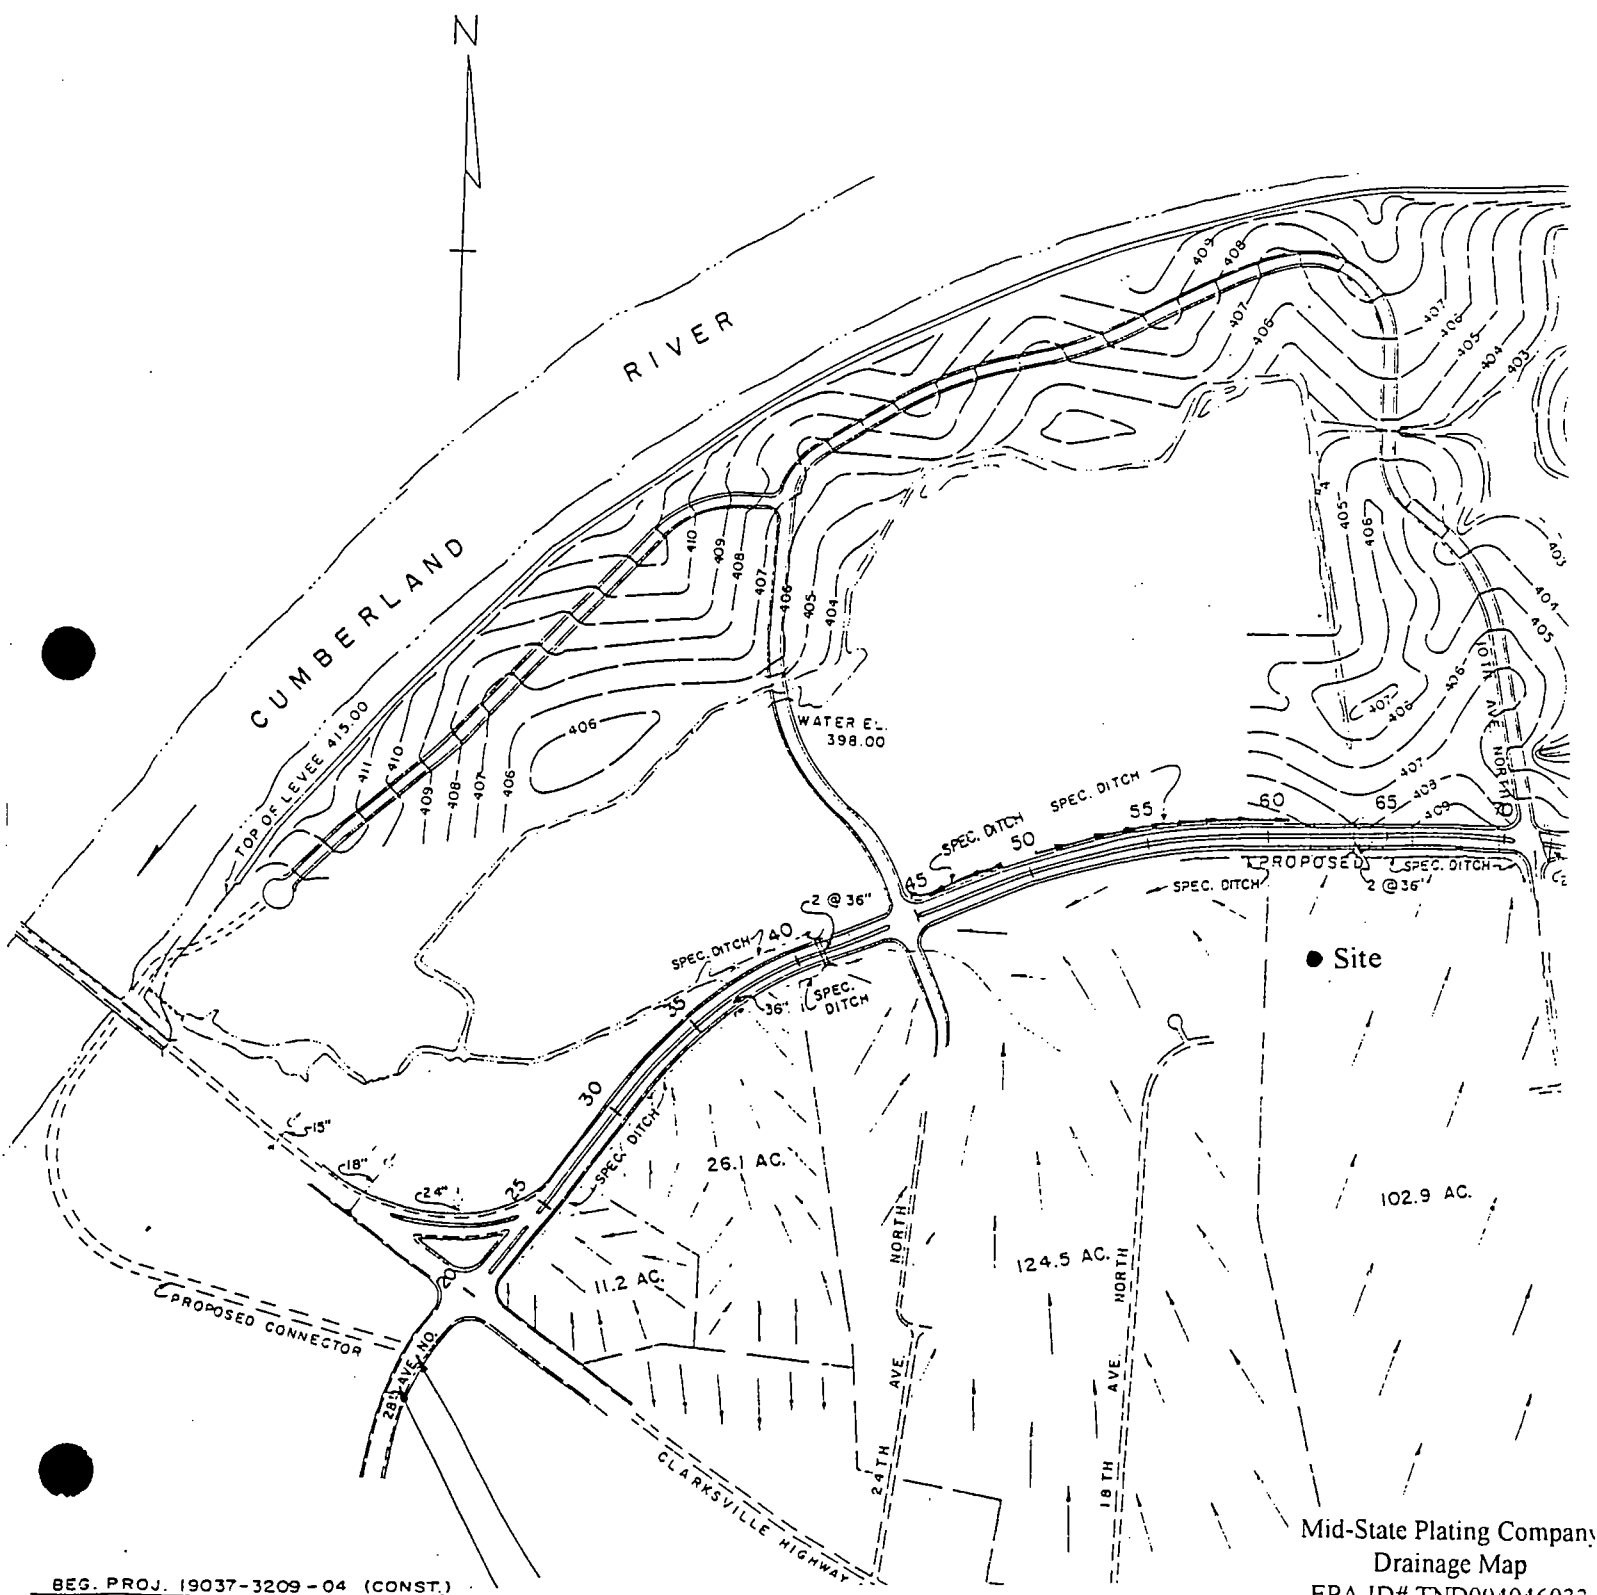 N
RIVER
CUMBERLAND
TOP OF LEVEE 415.00
409
408
407
406
407
406
405
404
403
410
409
408
407
406
405
404
405
406
403
404
405
406
407
406
407
408
409
411
410
409
408
407
406
406
WATER EL.
398.00
10TH AVE NORTH
SPEC. DITCH
SPEC. DITCH
SPEC. DITCH
45
50
55
60
65
PROPOSED
SPEC. DITCH
SPEC. DITCH
2 @ 36"
2 @ 36"
40
SPEC. DITCH
36"
35
30
SPEC. DITCH
Site
15"
18"
24"
25
20
26.1 AC.
11.2 AC.
124.5 AC.
102.9 AC.
PROPOSED CONNECTOR
28TH AVE. NO.
CLARKSVILLE HIGHWAY
24TH AVE. NORTH
18TH AVE. NORTH
BEG. PROJ. 19037-3209-04 (CONST.)
Mid-State Plating Company
Drainage Map